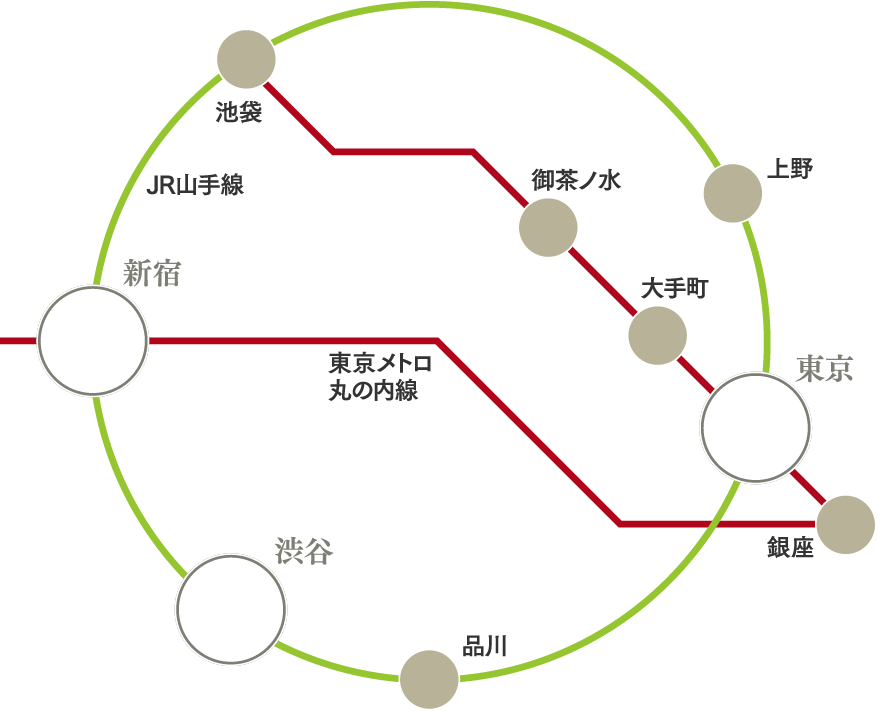 池袋
御茶ノ水
上野
JR山手線
新宿
大手町
東京メトロ
丸の内線
東京
渋谷
銀座
品川